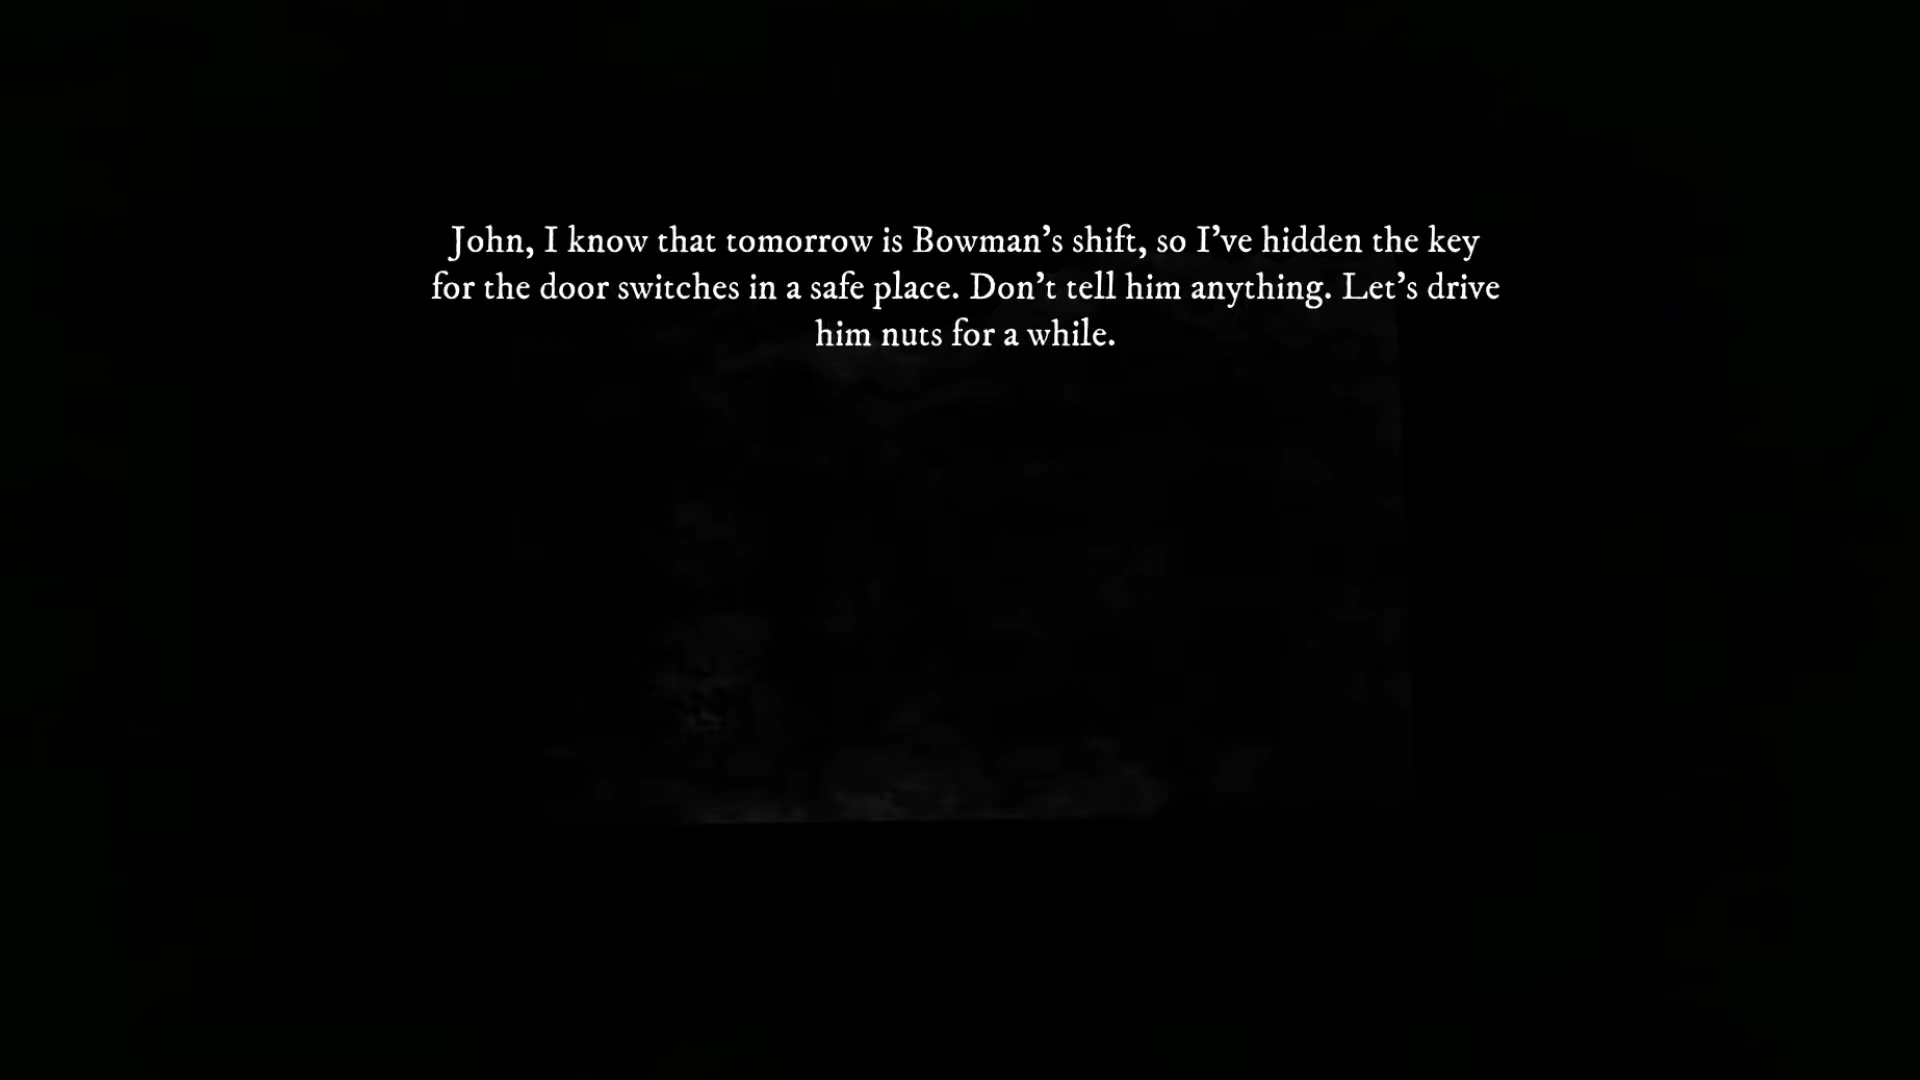 John, I know that tomorrow is Bowman's shift, so I've hidden the key
for the door switches in a safe place. Don't tell him anything. Let's drive
him nuts for a while.